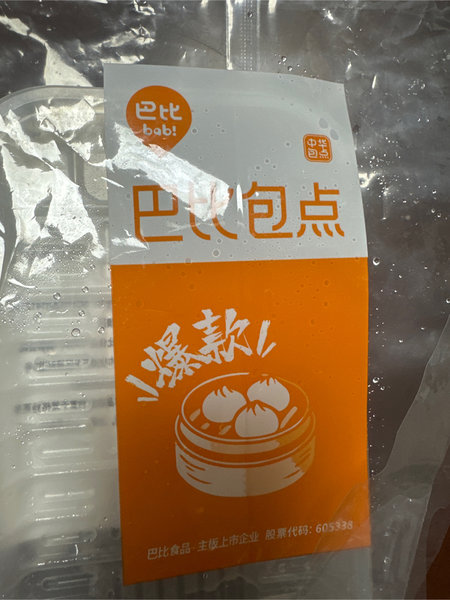 巴比
babi
中华
包点
巴比包点
爆款
巴比食品·主板上市企业 股票代码：605338